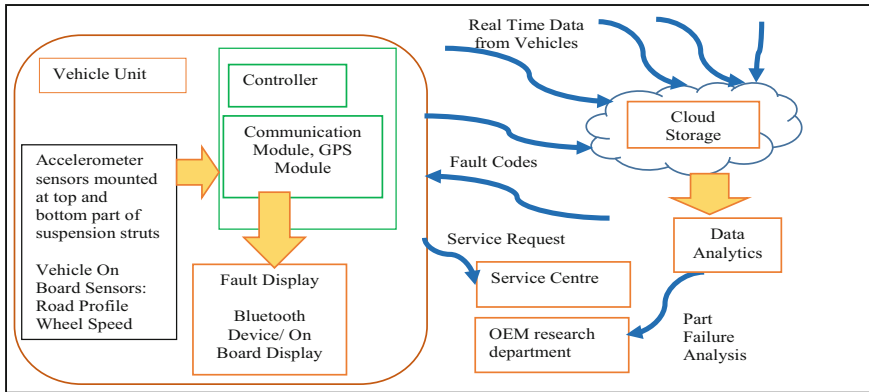 Vehicle Unit
Controller
Communication
Module, GPS
Module
Accelerometer
sensors mounted
at top and
bottom part of
suspension struts
Vehicle On
Board Sensors:
Road Profile
Wheel Speed
Fault Display
Bluetooth
Device/ On
Board Display
Real Time Data
from Vehicles
Cloud
Storage
Fault Codes
Data
Analytics
Service Request
Service Centre
OEM research
department
Part
Failure
Analysis